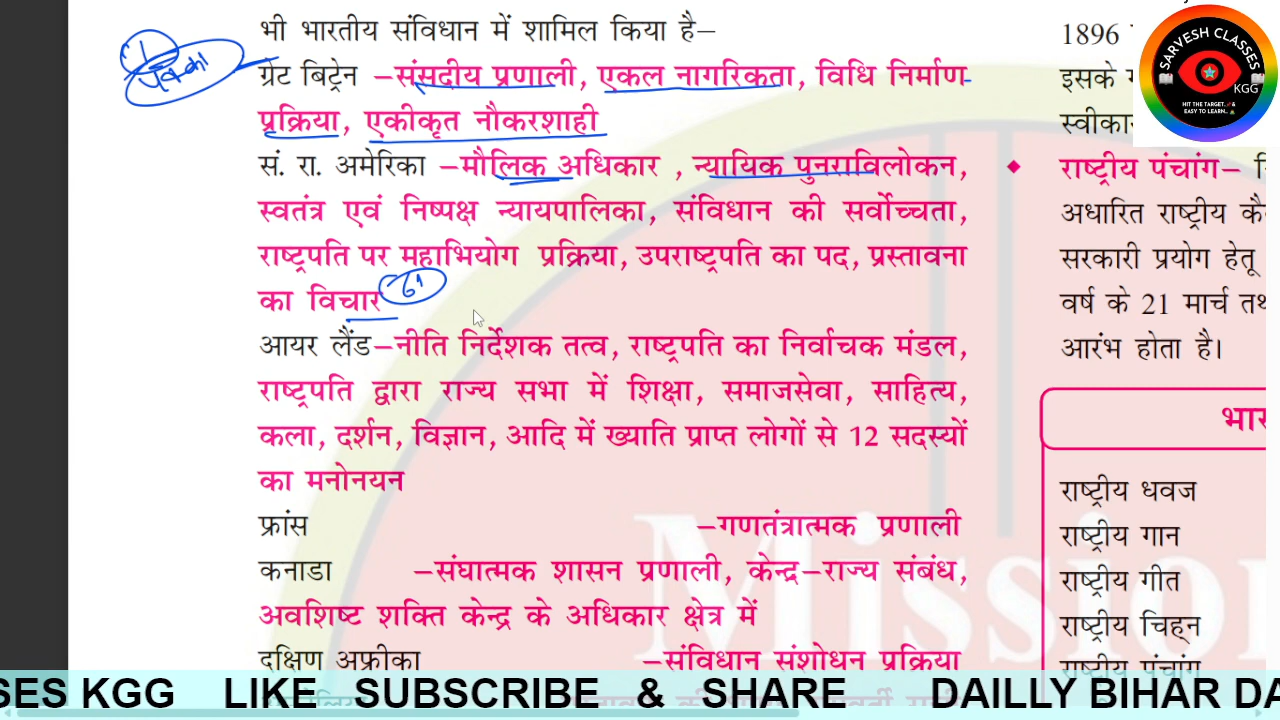 भी भारतीय संविधान में शामिल किया है–
ग्रेट बिट्रेन –संसदीय प्रणाली, एकल नागरिकता, विधि निर्माण
प्रक्रिया, एकीकृत नौकरशाही
सं. रा. अमेरिका –मौलिक अधिकार , न्यायिक पुनराविलोकन,
स्वतंत्र एवं निष्पक्ष न्यायपालिका, संविधान की सर्वोच्चता,
राष्ट्रपति पर महाभियोग प्रक्रिया, उपराष्ट्रपति का पद, प्रस्तावना
का विचार 61
आयर लैंड–नीति निर्देशक तत्व, राष्ट्रपति का निर्वाचक मंडल,
राष्ट्रपति द्वारा राज्य सभा में शिक्षा, समाजसेवा, साहित्य,
कला, दर्शन, विज्ञान, आदि में ख्याति प्राप्त लोगों से 12 सदस्यों
का मनोनयन
फ्रांस –गणतंत्रात्मक प्रणाली
कनाडा –संघात्मक शासन प्रणाली, केन्द्र–राज्य संबंध,
अवशिष्ट शक्ति केन्द्र के अधिकार क्षेत्र में
दक्षिण अफ्रीका –संविधान संशोधन प्रक्रिया
1896
इसके
राष्ट्रीय पंचांग–
अधारित राष्ट्रीय
सरकारी प्रयोग हेतू
वर्ष के 21 मार्च
आरंभ होता है।
राष्ट्रीय धवज
राष्ट्रीय गान
राष्ट्रीय गीत
राष्ट्रीय चिह्न
राष्ट्रीय पंचांग
Mission
SARVESH CLASSES
KGG
HIT THE TARGET..&
EASY TO LEARN..
SES KGG LIKE SUBSCRIBE & SHARE DAILLY BIHAR DA